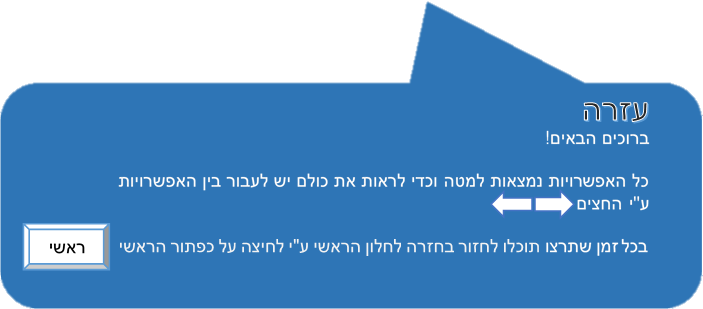 עזרה
ברוכים הבאים!
כל האפשרויות נמצאות למטה וכדי לראות את כולם יש לעבור בין האפשרויות
ע"י החצים
בכל זמן שתרצו תוכלו לחזור בחזרה לחלון הראשי ע"י לחיצה על כפתור הראשי
ראשי